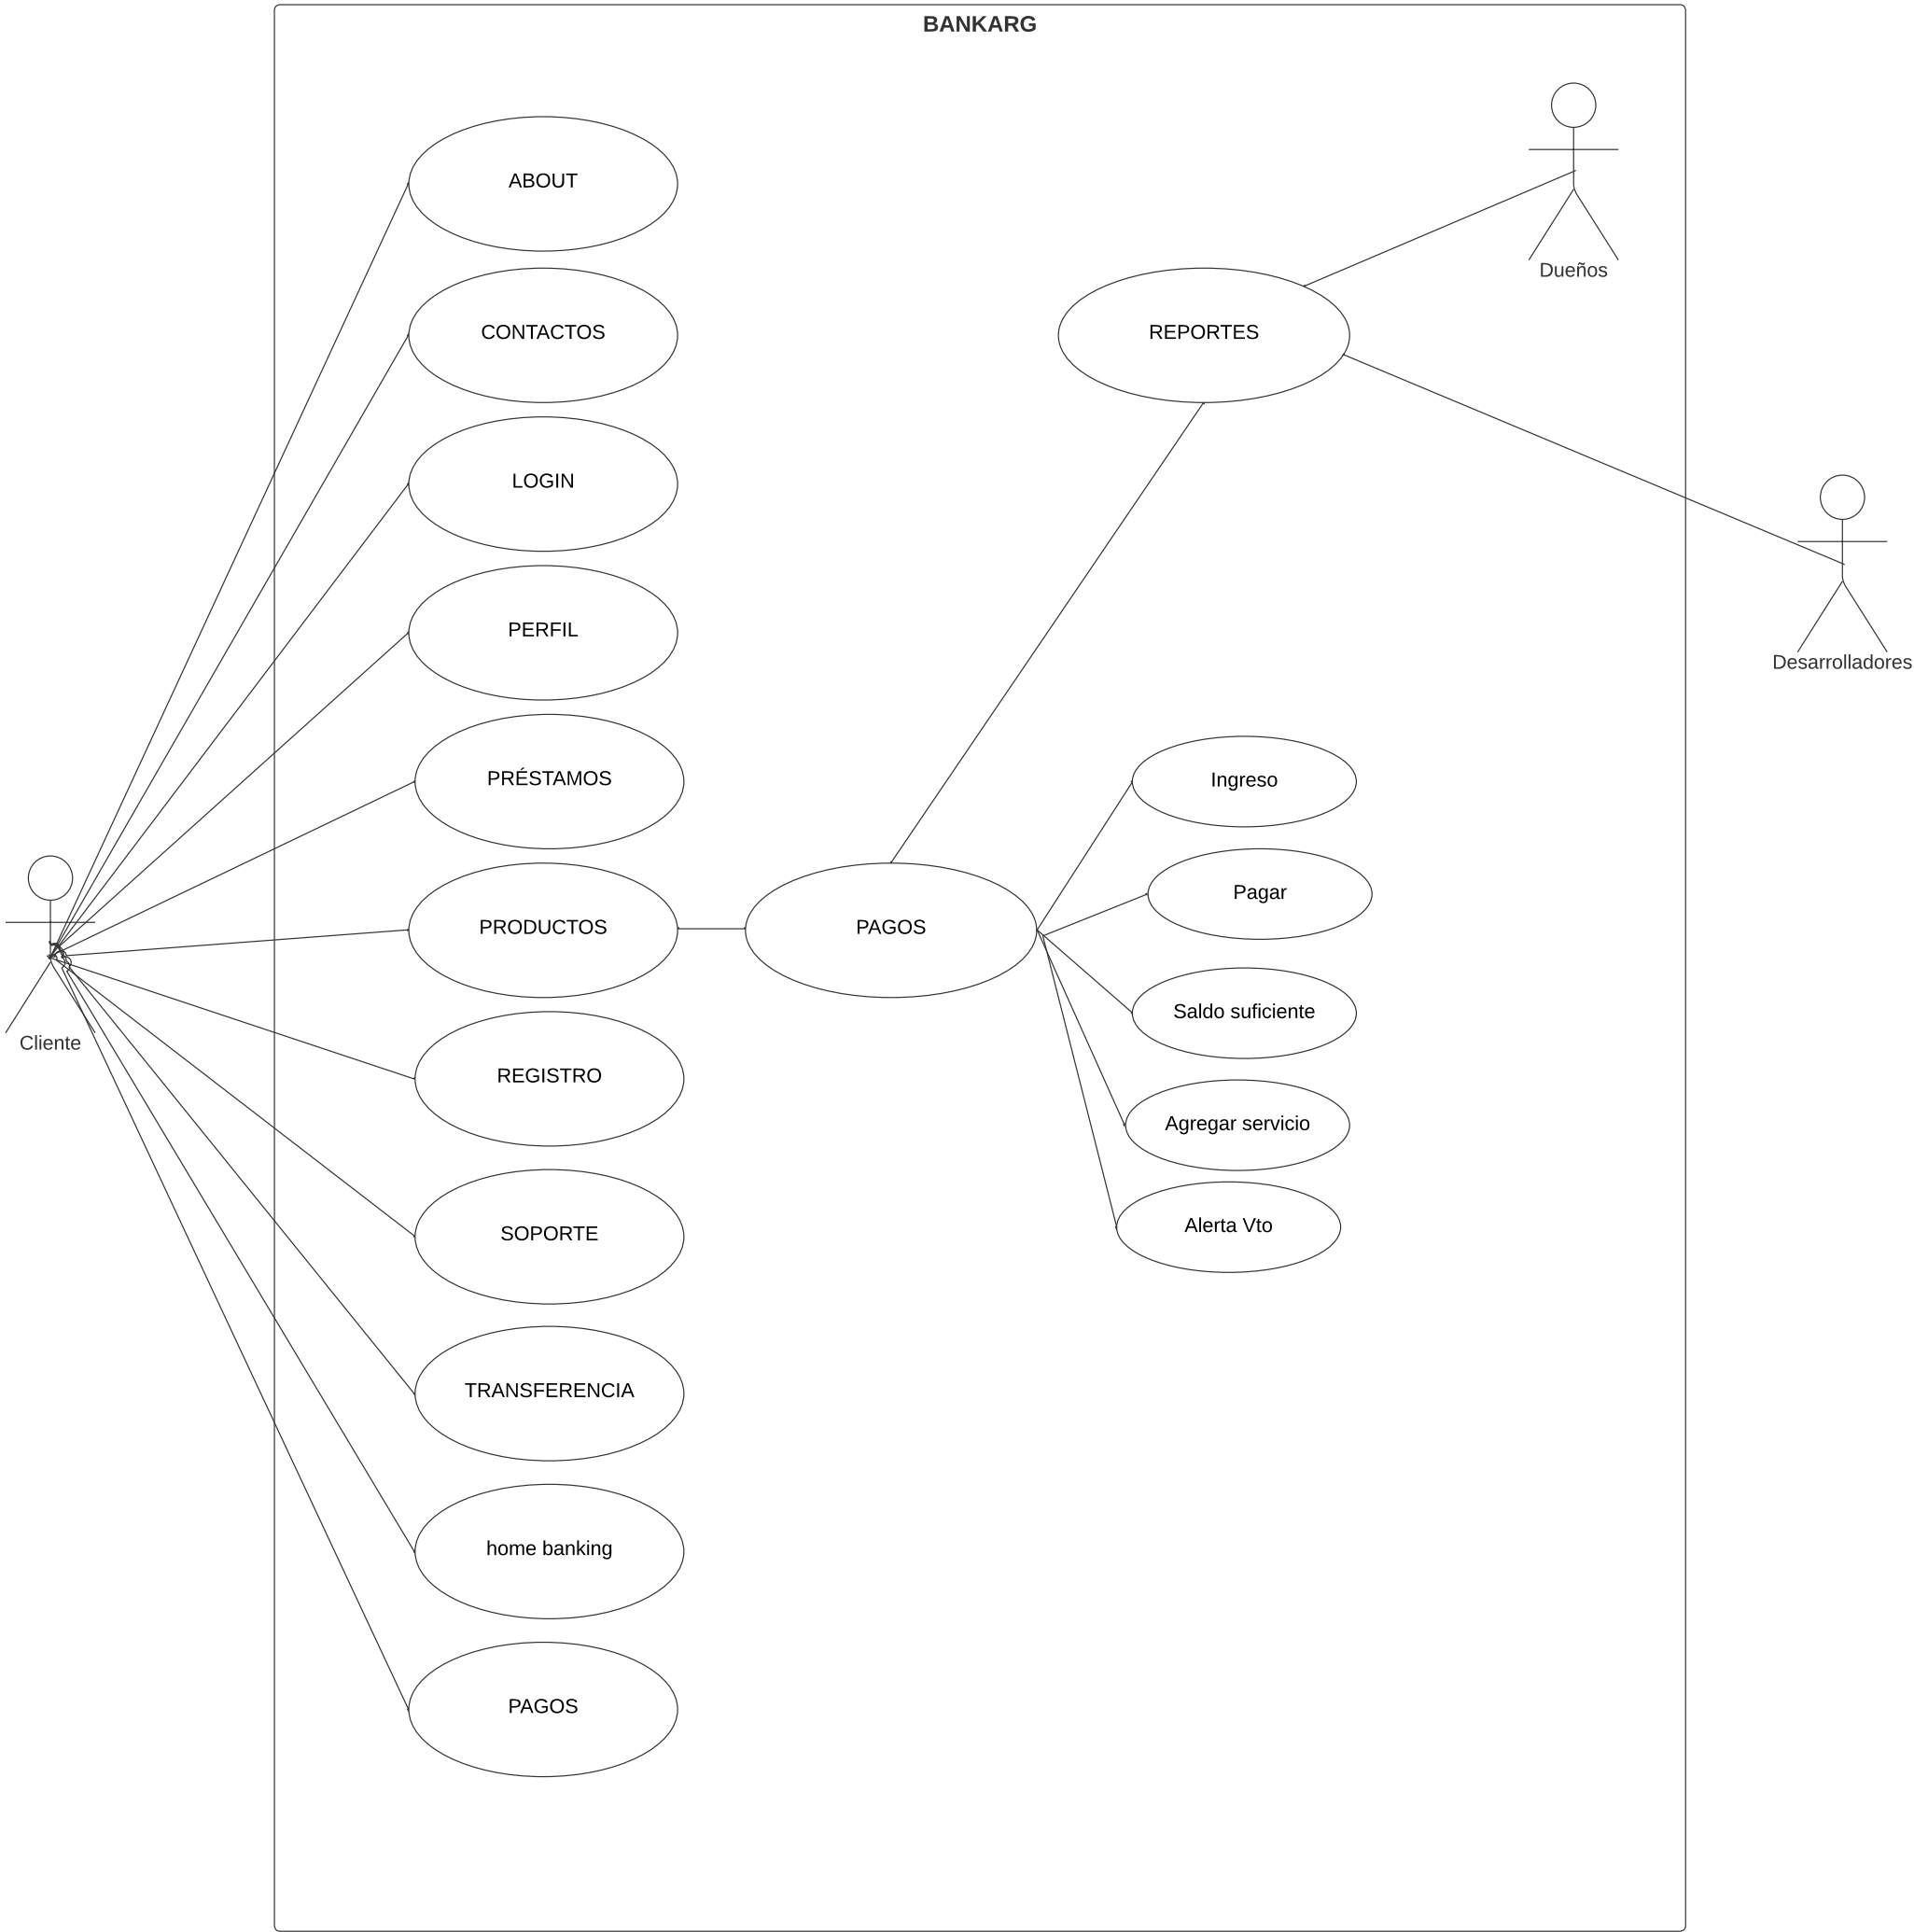 BANKARG
ABOUT
Dueños
CONTACTOS
REPORTES
LOGIN
PERFIL
Desarrolladores
PRÉSTAMOS
Ingreso
Pagar
PRODUCTOS
PAGOS
Saldo suficiente
Cliente
REGISTRO
Agregar servicio
SOPORTE
Alerta Vto
TRANSFERENCIA
home banking
PAGOS